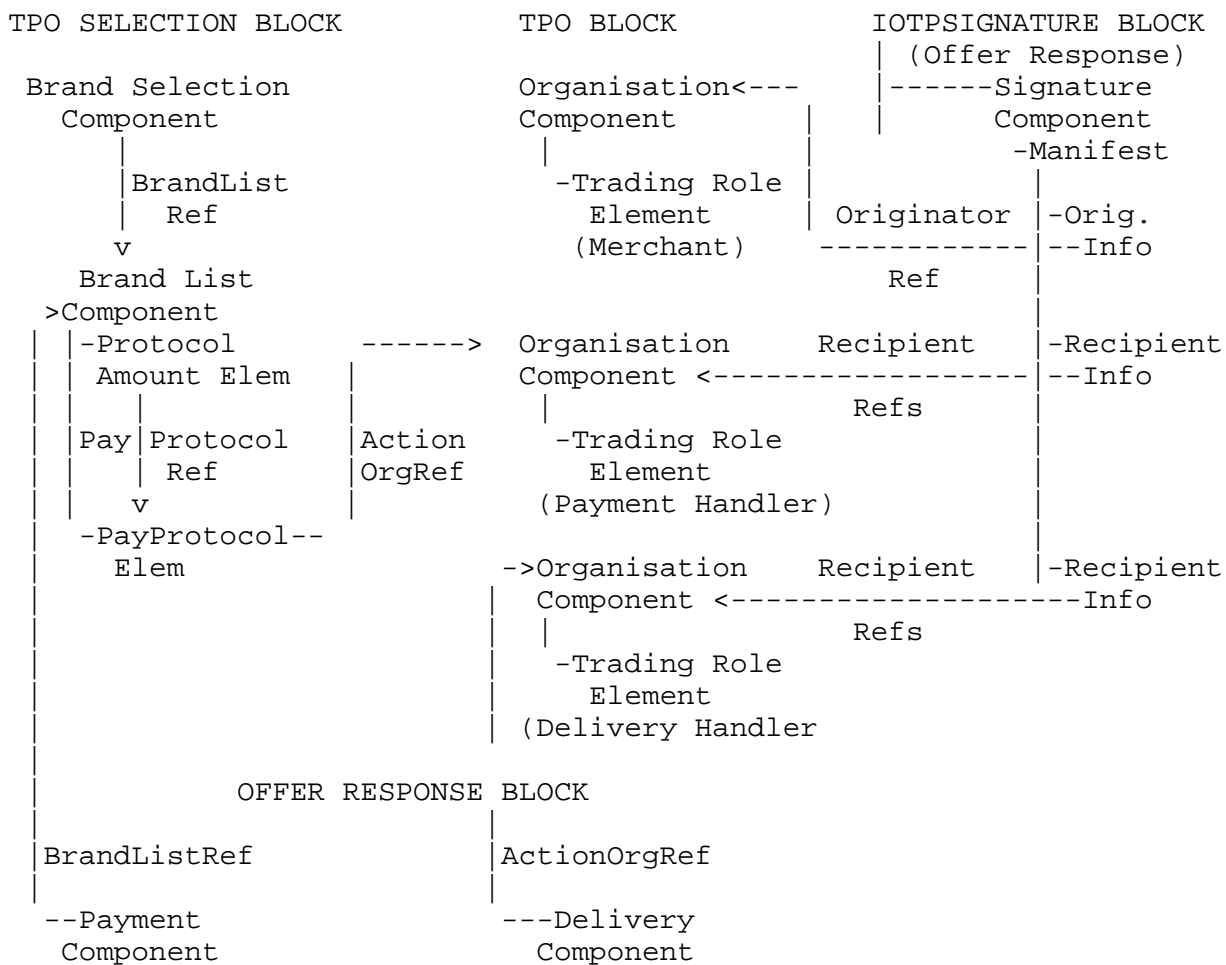 TPO SELECTION BLOCK TPO BLOCK IOTPSIGNATURE BLOCK
(Offer Response)
Brand Selection Organisation<--- |------Signature
Component Component | | Component
| | | -Manifest
|BrandList -Trading Role | |
| Ref Element | Originator |-Orig.
v (Merchant) ------------|--Info
Brand List Ref |
>Component |
| |-Protocol ------> Organisation Recipient |-Recipient
| | Amount Elem | Component <------------------|--Info
| | | | | Refs |
| |Pay|Protocol |Action -Trading Role |
| | | Ref |OrgRef Element |
| | v | (Payment Handler) |
| -PayProtocol-- |
| Elem ->Organisation Recipient |-Recipient
| | Component <--------------------Info
| | | Refs
| | -Trading Role
| | Element
| | (Delivery Handler
|
| OFFER RESPONSE BLOCK
| |
|BrandListRef |ActionOrgRef
| |
--Payment ---Delivery
Component Component